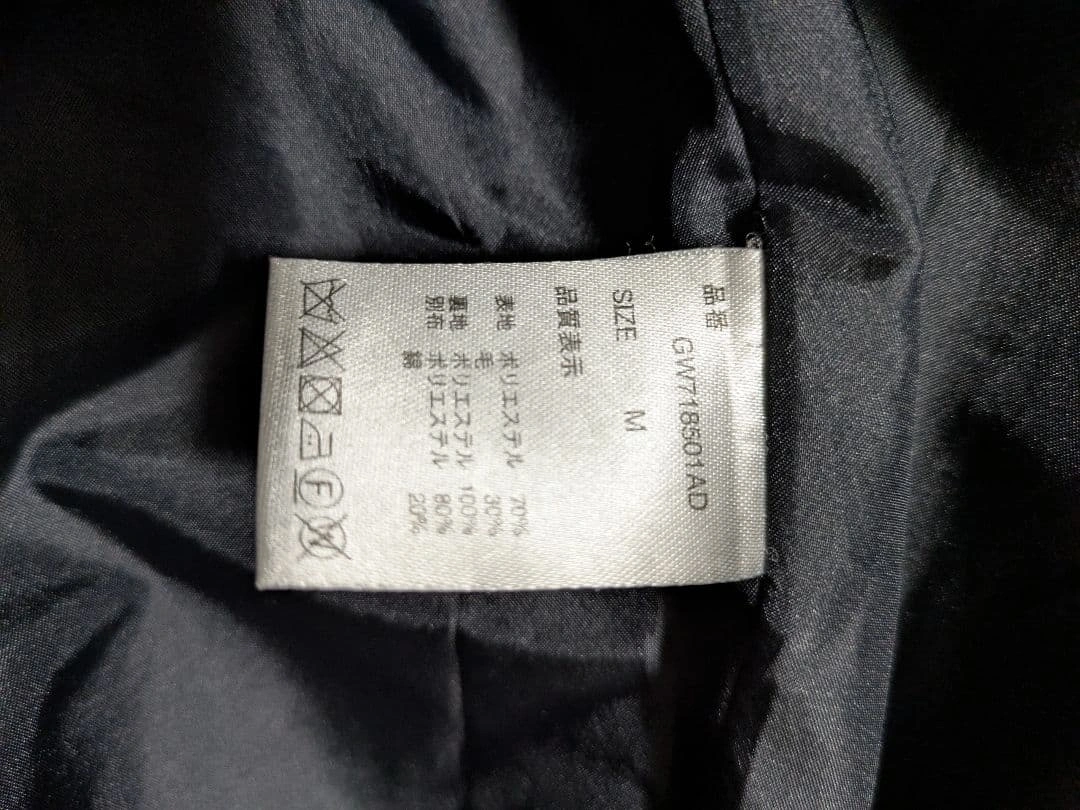 品番
GW718501AD
SIZE M
品質表示
表地 ポリエステル 70%
毛 30%
裏地 ポリエステル 100%
別布 ポリエステル 80%
綿 20%
F
W